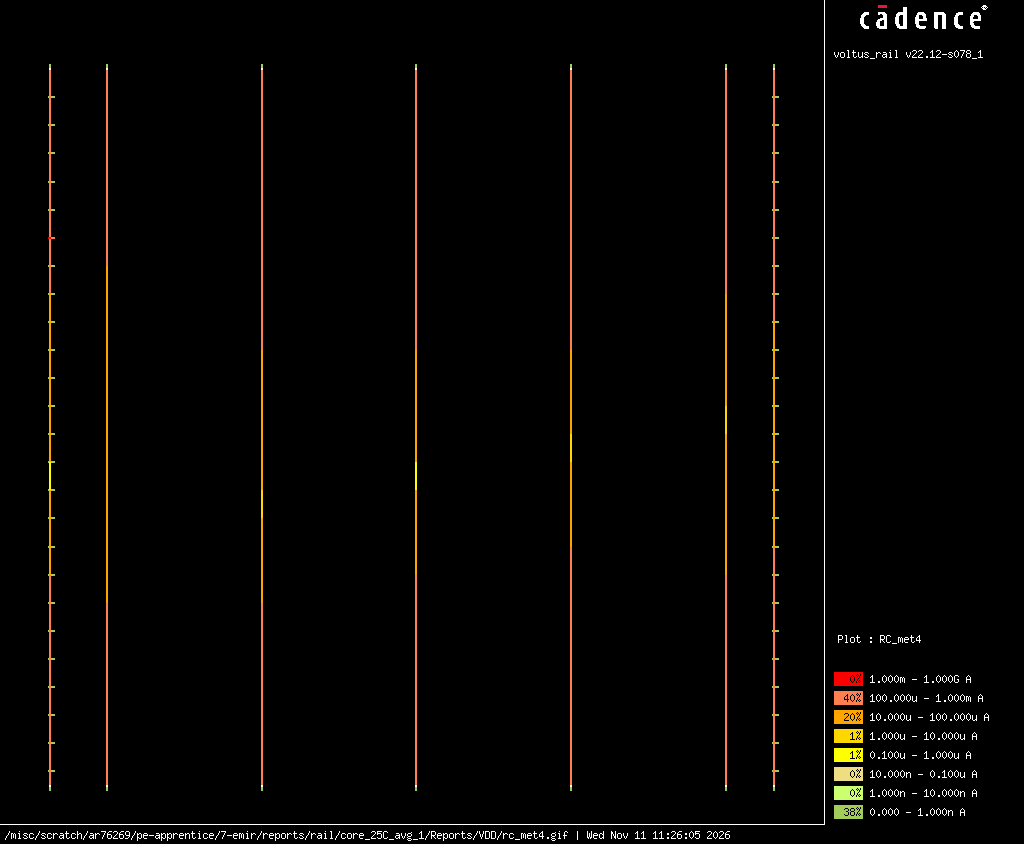 cādence®
voltus_rail v22.12-s078_1
Plot : RC_met4
0% 1.000m - 1.000G A
40% 100.000u - 1.000m A
20% 10.000u - 100.000u A
1% 1.000u - 10.000u A
1% 0.100u - 1.000u A
0% 10.000n - 0.100u A
0% 1.000n - 10.000n A
38% 0.000 - 1.000n A
/misc/scratch/ar76269/pe-apprentice/7-emir/reports/rail/core_25C_avg_1/Reports/VDD/rc_met4.gif | Wed Nov 11 11:26:05 2026